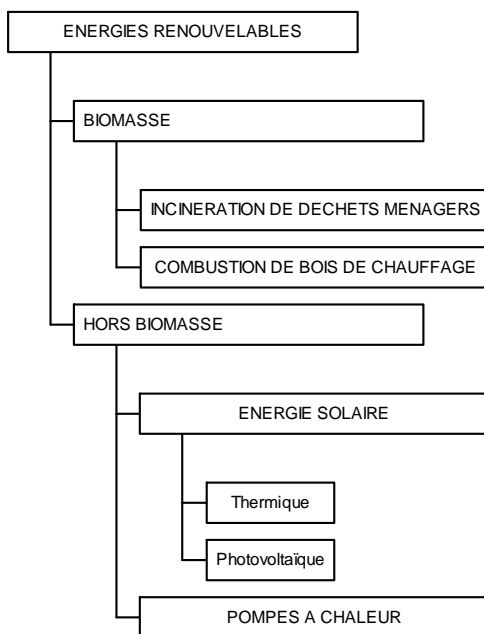 ENERGIES RENOUVELABLES
BIOMASSE
INCINERATION DE DECHETS MENAGERS
COMBUSTION DE BOIS DE CHAUFFAGE
HORS BIOMASSE
ENERGIE SOLAIRE
Thermique
Photovoltaïque
POMPES A CHALEUR